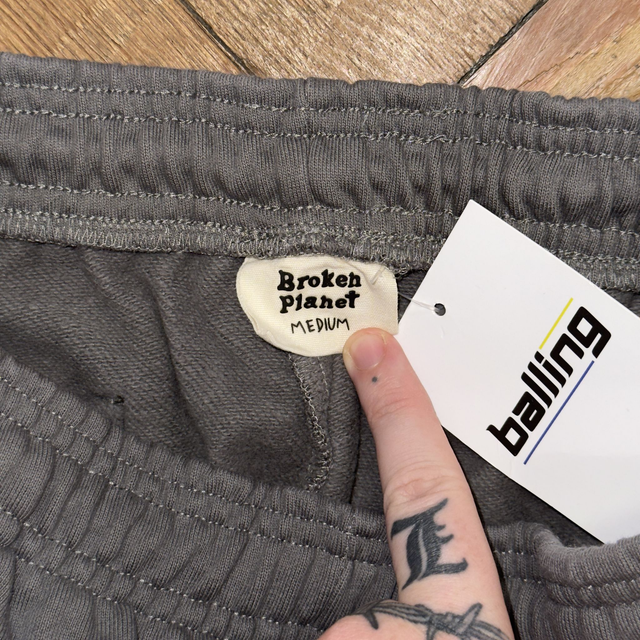 Broken
Planet
MEDIUM
balling
L